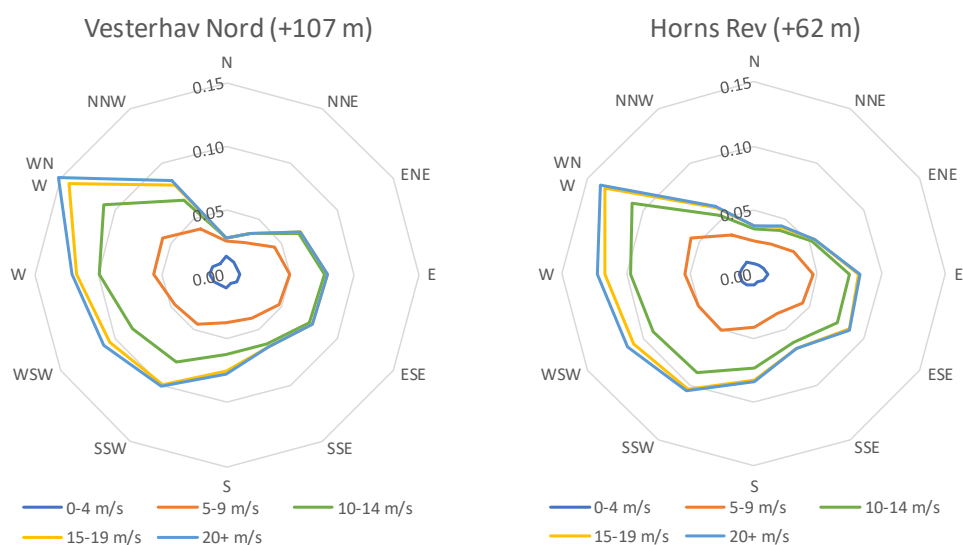 Vesterhav Nord (+107 m)
N
0.15
NNW
NNE
0.10
WN
W
ENE
0.05
W
0.00
E
WSW
ESE
SSW
SSE
S
0-4 m/s
5-9 m/s
10-14 m/s
15-19 m/s
20+ m/s
Horns Rev (+62 m)
N
0.15
NNW
NNE
0.10
WN
W
ENE
0.05
W
0.00
E
WSW
ESE
SSW
SSE
S
0-4 m/s
5-9 m/s
10-14 m/s
15-19 m/s
20+ m/s